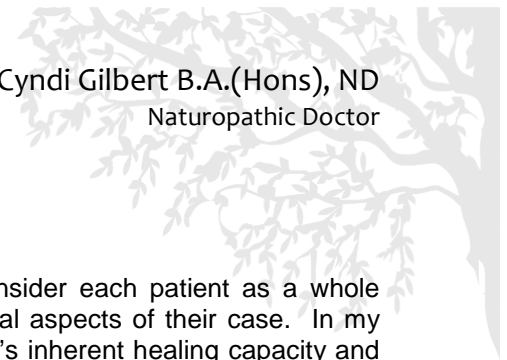 Cyndi Gilbert B.A.(Hons), ND
Naturopathic Doctor
nsider each patient as a whole
al aspects of their case. In my
's inherent healing capacity and